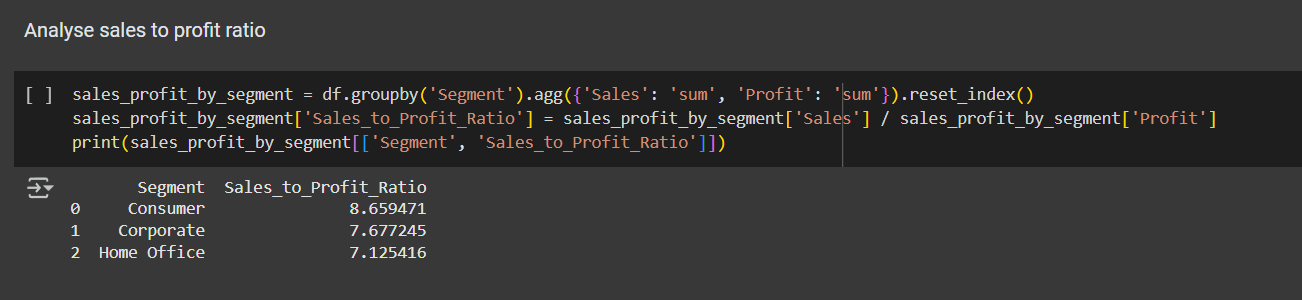 Analyse sales to profit ratio
[ ] sales_profit_by_segment = df.groupby('Segment').agg({'Sales': 'sum', 'Profit': 'sum'}).reset_index()
sales_profit_by_segment['Sales_to_Profit_Ratio'] = sales_profit_by_segment['Sales'] / sales_profit_by_segment['Profit']
print(sales_profit_by_segment[['Segment', 'Sales_to_Profit_Ratio']])
Segment Sales_to_Profit_Ratio
0 Consumer 8.659471
1 Corporate 7.677245
2 Home Office 7.125416